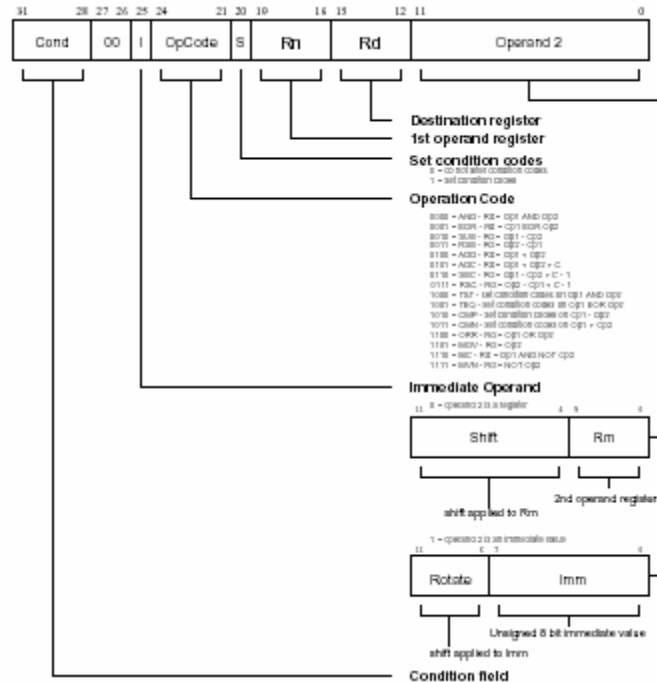 31 28 27 26 25 24 21 20 19 16 15 12 11 0
Cond 00 I OpCode S Rn Rd Operand 2
Destination register
1st operand register
Set condition codes
0 = do not alter condition codes
1 = set condition codes
Operation Code
0000 = AND - Rd:= Op1 AND Op2
0001 = EOR - Rd:= Op1 EOR Op2
0010 = SUB - Rd:= Op1 - Op2
0011 = RSB - Rd:= Op2 - Op1
0100 = ADD - Rd:= Op1 + Op2
0101 = ADC - Rd:= Op1 + Op2 + C
0110 = SBC - Rd:= Op1 - Op2 + C - 1
0111 = RSC - Rd:= Op2 - Op1 + C - 1
1000 = TST - set condition codes on Op1 AND Op2
1001 = TEQ - set condition codes on Op1 EOR Op2
1010 = CMP - set condition codes on Op1 - Op2
1011 = CMN - set condition codes on Op1 + Op2
1100 = ORR - Rd:= Op1 OR Op2
1101 = MOV - Rd:= Op2
1110 = BIC - Rd:= Op1 AND NOT Op2
1111 = MVN - Rd:= NOT Op2
Immediate Operand
0 = operand 2 is a register
11 4 3 0
Shift Rm
2nd operand register
shift applied to Rm
1 = operand 2 is an immediate value
11 8 7 0
Rotate Imm
Unsigned 8 bit immediate value
shift applied to Imm
Condition field